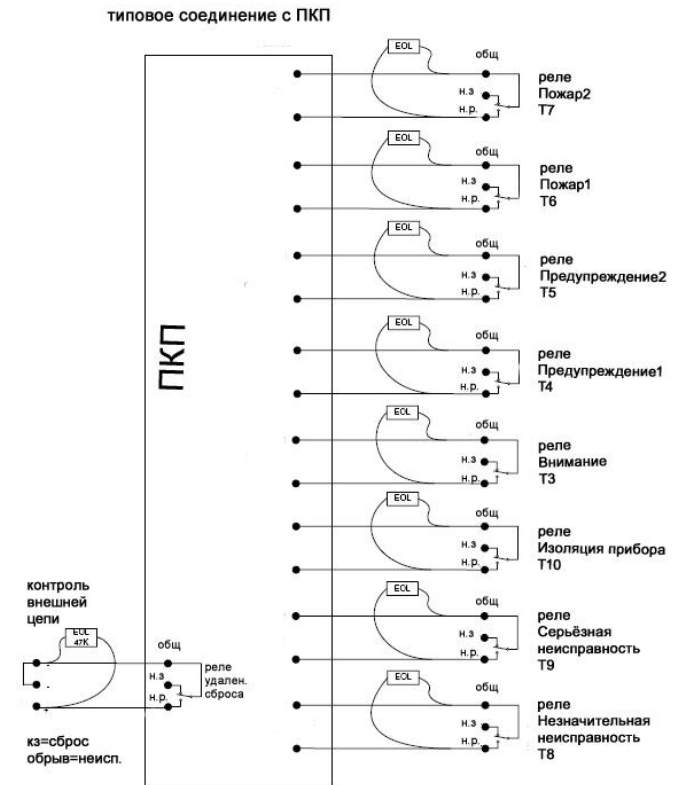 типовое соединение с ПКП
EOL
общ
н.з
н.р.
реле
Пожар2
Т7
EOL
общ
н.з
н.р.
реле
Пожар1
Т6
EOL
общ
н.з
н.р.
реле
Предупреждение2
Т5
ПКП
EOL
общ
н.з
н.р.
реле
Предупреждение1
Т4
EOL
общ
н.з
н.р.
реле
Внимание
Т3
EOL
общ
н.з
н.р.
реле
Изоляция прибора
Т10
EOL
общ
н.з
н.р.
реле
Серьёзная
неисправность
Т9
EOL
общ
н.з
н.р.
реле
Незначительная
неисправность
Т8
контроль
внешней
цепи
EOL
47K
-
-
+
общ
н.з
н.р.
реле
удален.
сброса
кз=сброс
обрыв=неисп.